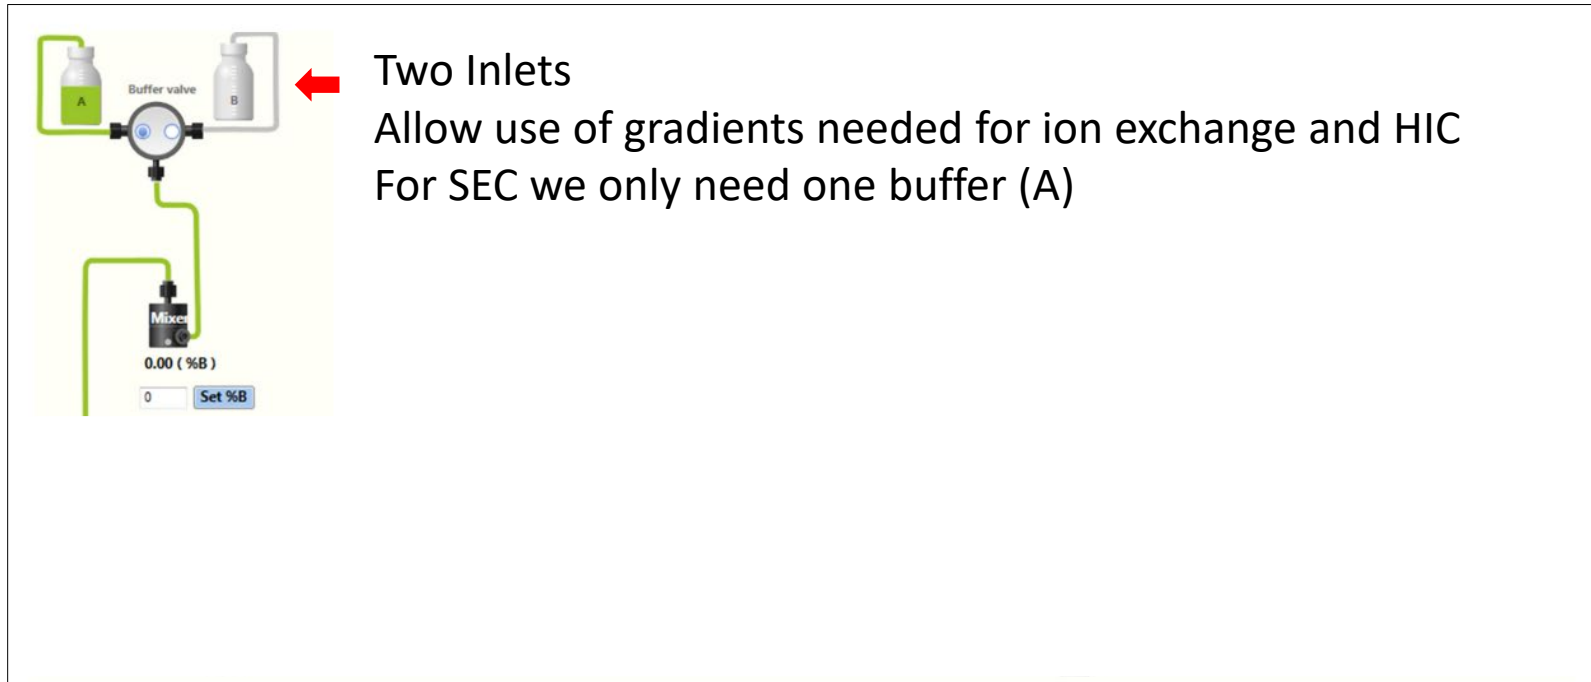 Two Inlets
Allow use of gradients needed for ion exchange and HIC
For SEC we only need one buffer (A)
Buffer valve
A
B
Mixer
0.00 ( %B )
0 Set %B